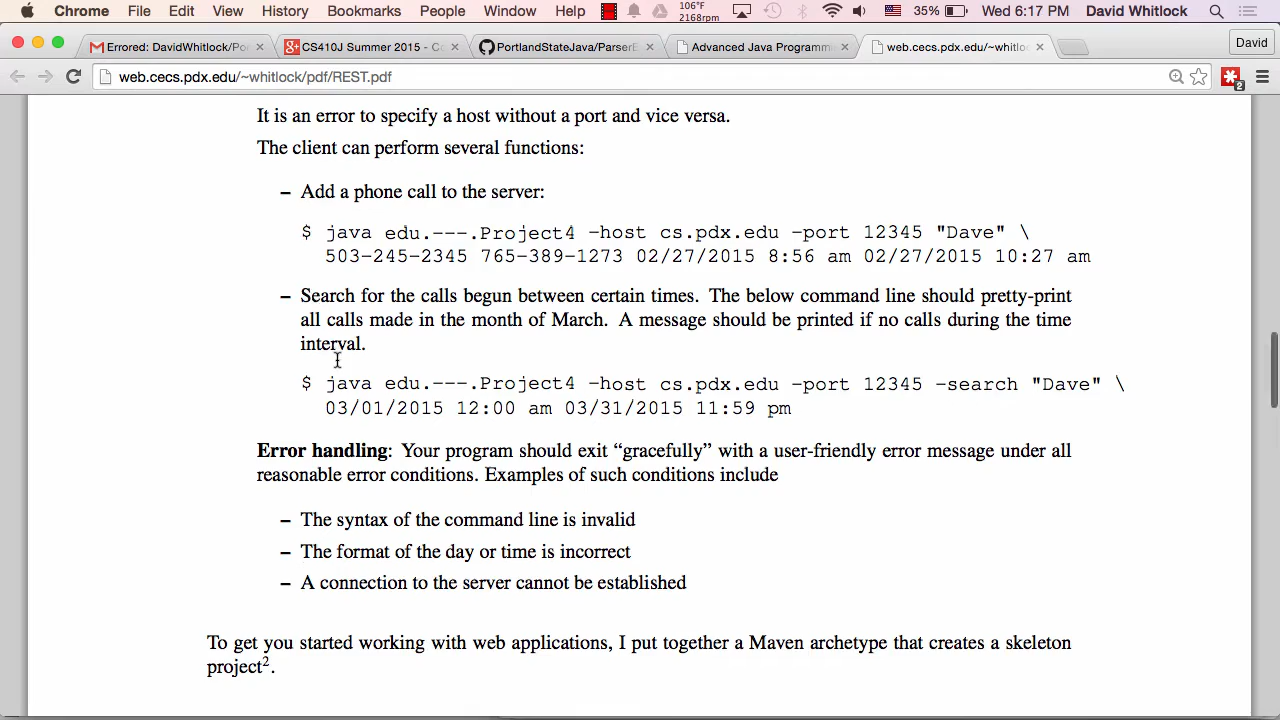 Chrome File Edit View History Bookmarks People Window Help 106°F 2168rpm 35% Wed 6:17 PM David Whitlock
Errored: DavidWhitlock/Po CS410J Summer 2015 - Co PortlandStateJava/ParserE Advanced Java Programm web.cecs.pdx.edu/~whitlo David
web.cecs.pdx.edu/~whitlock/pdf/REST.pdf 2
It is an error to specify a host without a port and vice versa.
The client can perform several functions:
– Add a phone call to the server:
$ java edu.---.Project4 -host cs.pdx.edu -port 12345 "Dave" \
503-245-2345 765-389-1273 02/27/2015 8:56 am 02/27/2015 10:27 am
– Search for the calls begun between certain times. The below command line should pretty-print
all calls made in the month of March. A message should be printed if no calls during the time
interval.
$ java edu.---.Project4 -host cs.pdx.edu -port 12345 -search "Dave" \
03/01/2015 12:00 am 03/31/2015 11:59 pm
Error handling: Your program should exit “gracefully” with a user-friendly error message under all
reasonable error conditions. Examples of such conditions include
– The syntax of the command line is invalid
– The format of the day or time is incorrect
– A connection to the server cannot be established
To get you started working with web applications, I put together a Maven archetype that creates a skeleton
project2.